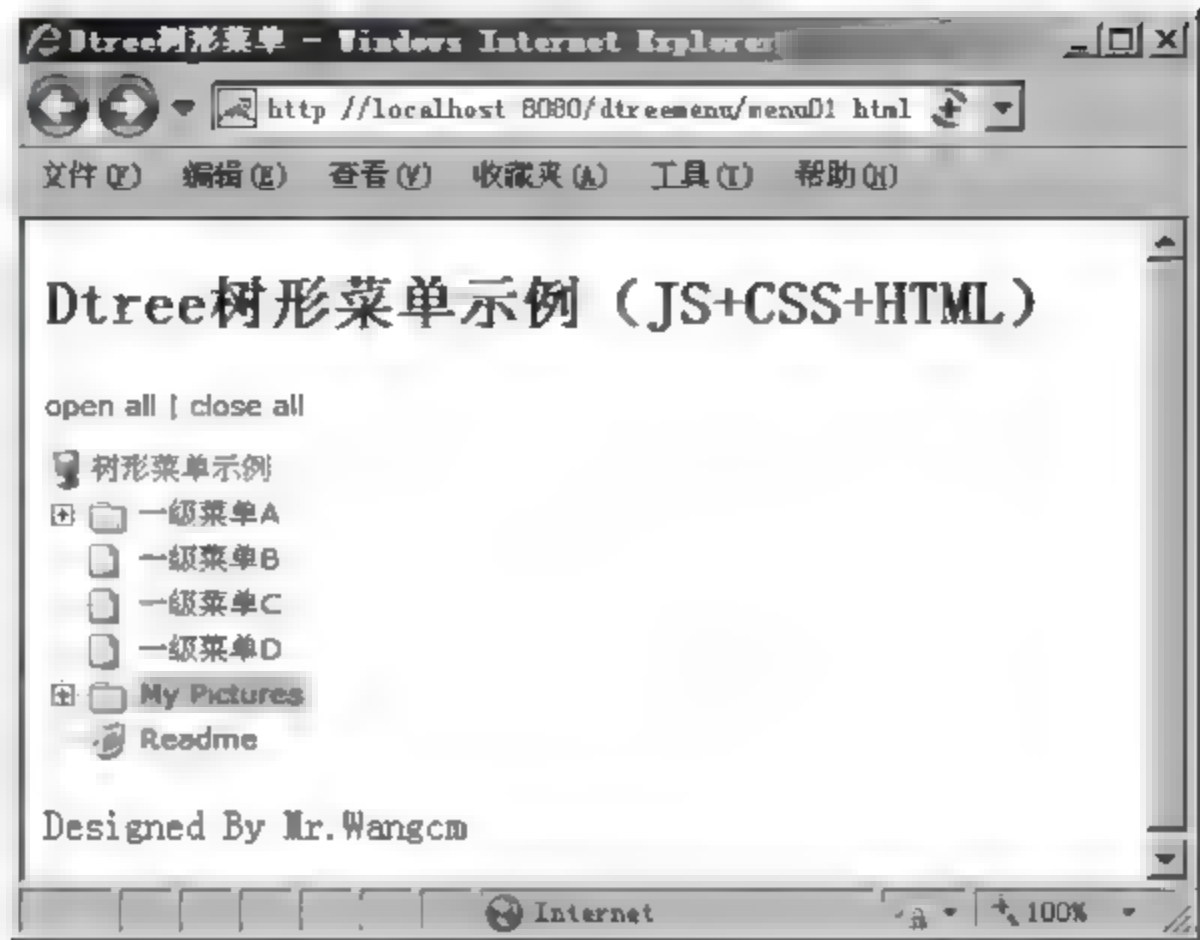 Dtree树形菜单 - Windows Internet Explorer
http //localhost 8080/dtreemenu/menu01 html
文件(F) 编辑(E) 查看(V) 收藏夹(A) 工具(T) 帮助(H)
Dtree树形菜单示例（JS+CSS+HTML）
open all | close all
树形菜单示例
一级菜单A
一级菜单B
一级菜单C
一级菜单D
My Pictures
Readme
Designed By Mr.Wangcm
Internet 100%